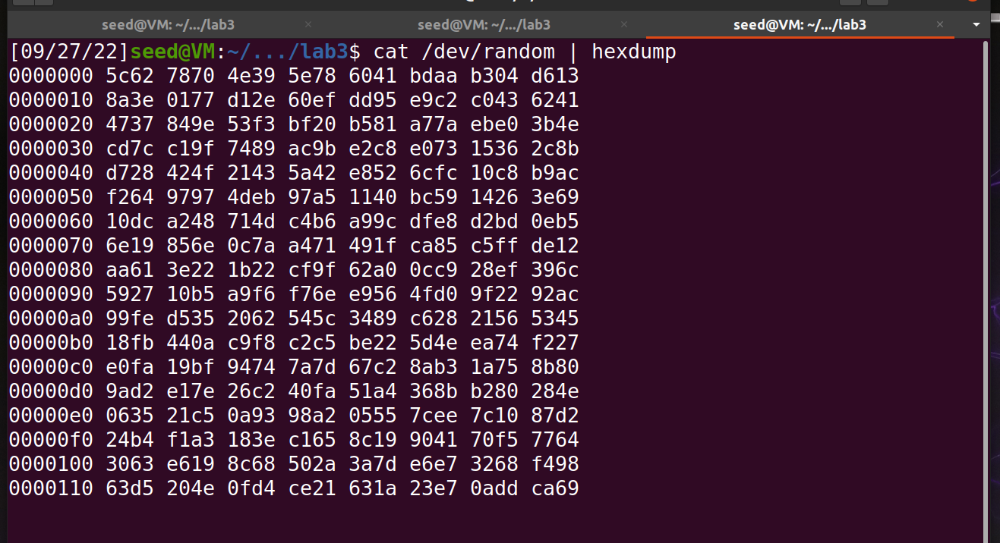 seed@VM: ~/.../lab3 × seed@VM: ~/.../lab3 × seed@VM: ~/.../lab3 ×
[09/27/22]seed@VM:~/.../lab3$ cat /dev/random | hexdump
0000000 5c62 7870 4e39 5e78 6041 bdaa b304 d613
0000010 8a3e 0177 d12e 60ef dd95 e9c2 c043 6241
0000020 4737 849e 53f3 bf20 b581 a77a ebe0 3b4e
0000030 cd7c c19f 7489 ac9b e2c8 e073 1536 2c8b
0000040 d728 424f 2143 5a42 e852 6cfc 10c8 b9ac
0000050 f264 9797 4deb 97a5 1140 bc59 1426 3e69
0000060 10dc a248 714d c4b6 a99c dfe8 d2bd 0eb5
0000070 6e19 856e 0c7a a471 491f ca85 c5ff de12
0000080 aa61 3e22 1b22 cf9f 62a0 0cc9 28ef 396c
0000090 5927 10b5 a9f6 f76e e956 4fd0 9f22 92ac
00000a0 99fe d535 2062 545c 3489 c628 2156 5345
00000b0 18fb 440a c9f8 c2c5 be22 5d4e ea74 f227
00000c0 e0fa 19bf 9474 7a7d 67c2 8ab3 1a75 8b80
00000d0 9ad2 e17e 26c2 40fa 51a4 368b b280 284e
00000e0 0635 21c5 0a93 98a2 0555 7cee 7c10 87d2
00000f0 24b4 f1a3 183e c165 8c19 9041 70f5 7764
0000100 3063 e619 8c68 502a 3a7d e6e7 3268 f498
0000110 63d5 204e 0fd4 ce21 631a 23e7 0add ca69